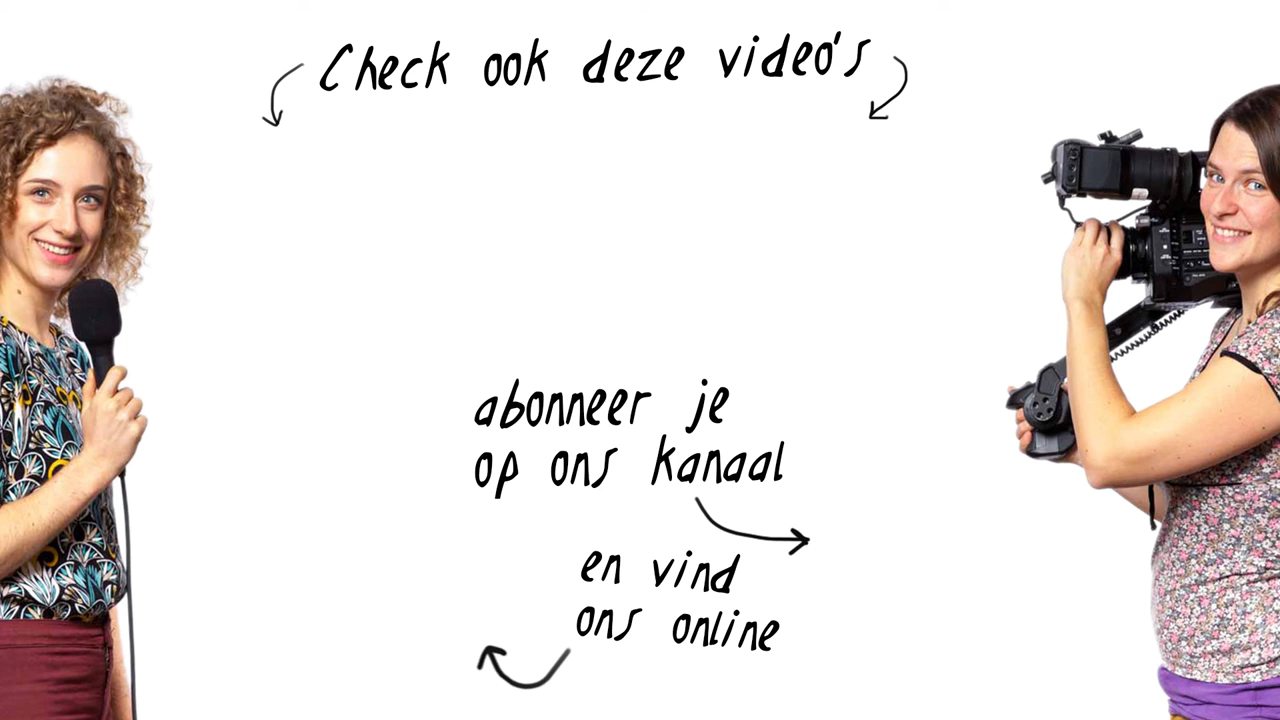 Check ook deze video's
abonneer je
op ons kanaal
en vind
ons online